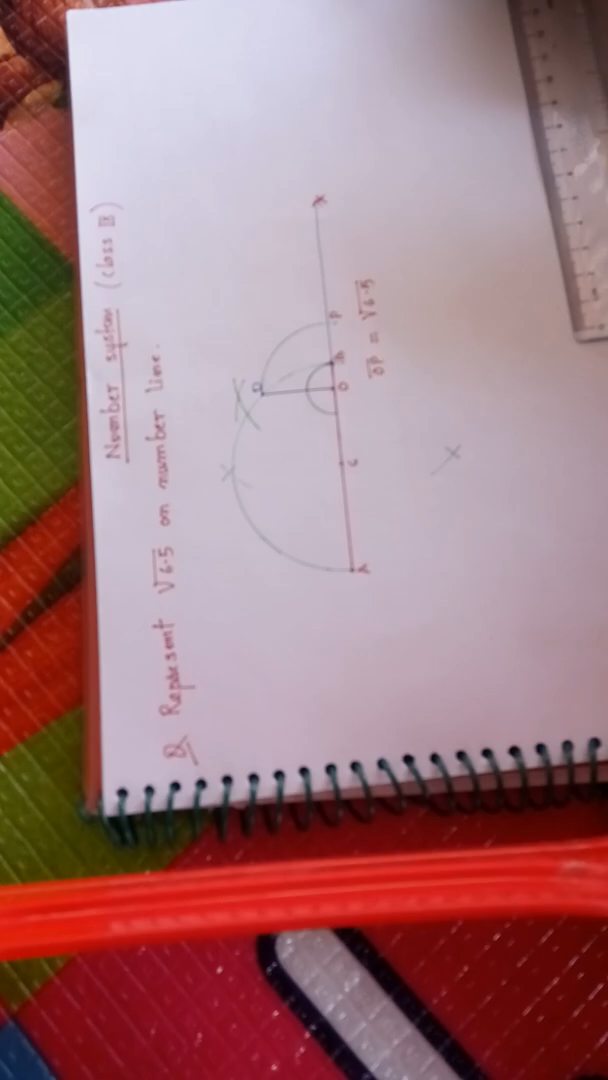 Number system (Class IX)
Q Represent √6.5 on number line.
D
A
C
O
B
P
X
OP = √6.5